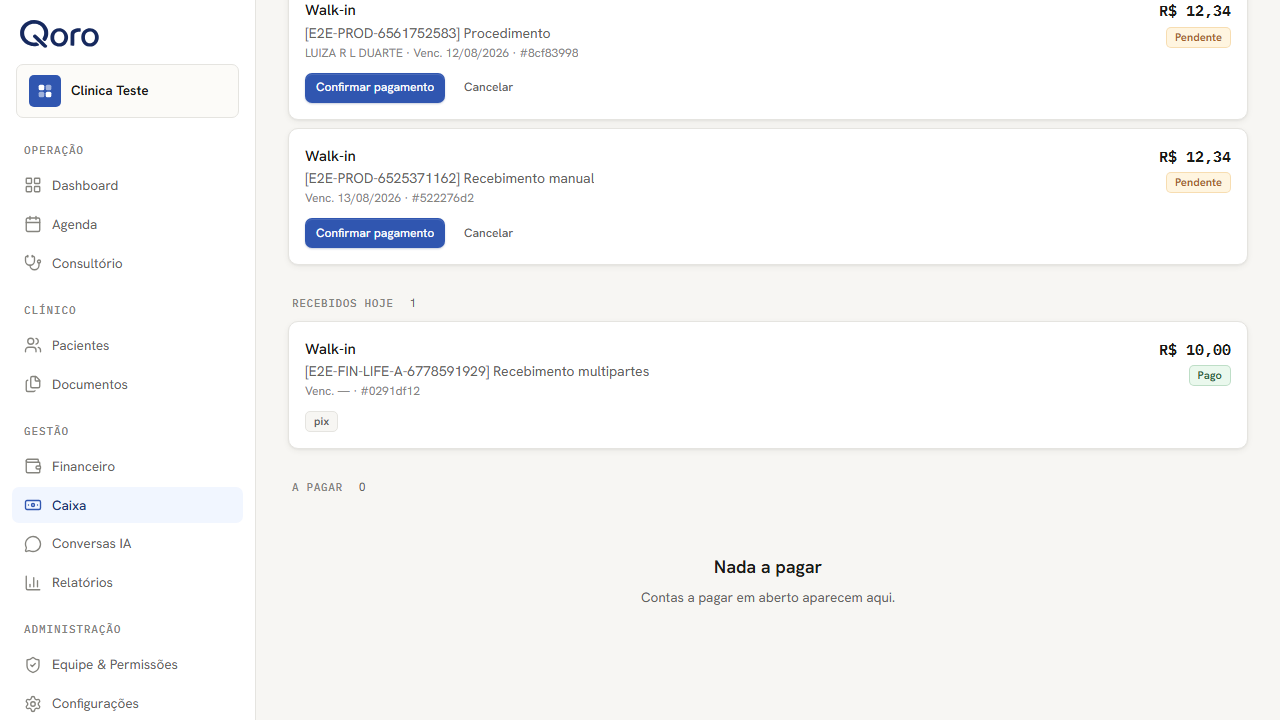 Qoro
Clinica Teste
OPERAÇÃO
Dashboard
Agenda
Consultório
CLÍNICO
Pacientes
Documentos
GESTÃO
Financeiro
Caixa
Conversas IA
Relatórios
ADMINISTRAÇÃO
Equipe & Permissões
Configurações
Walk-in
R$ 12,34
[E2E-PROD-6561752583] Procedimento
Pendente
LUIZA R L DUARTE · Venc. 12/08/2026 · #8cf83998
Confirmar pagamento Cancelar
Walk-in
R$ 12,34
[E2E-PROD-6525371162] Recebimento manual
Pendente
Venc. 13/08/2026 · #522276d2
Confirmar pagamento Cancelar
RECEBIDOS HOJE 1
Walk-in
R$ 10,00
[E2E-FIN-LIFE-A-6778591929] Recebimento multipartes
Pago
Venc. — · #0291df12
pix
A PAGAR 0
Nada a pagar
Contas a pagar em aberto aparecem aqui.